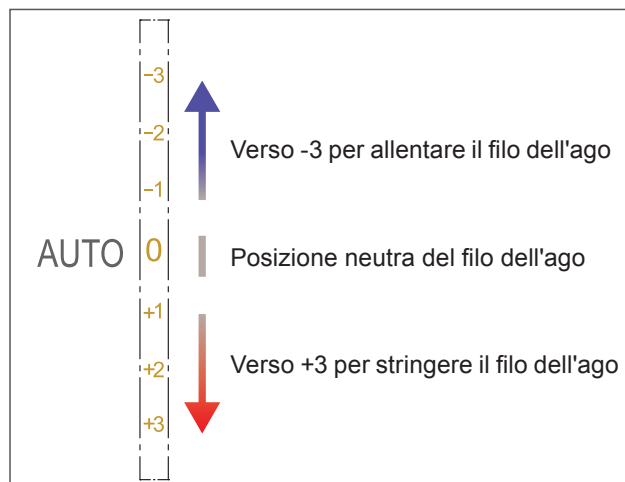 −3
−2
Verso -3 per allentare il filo dell'ago
−1
AUTO 0 Posizione neutra del filo dell'ago
+1
+2 Verso +3 per stringere il filo dell'ago
+3